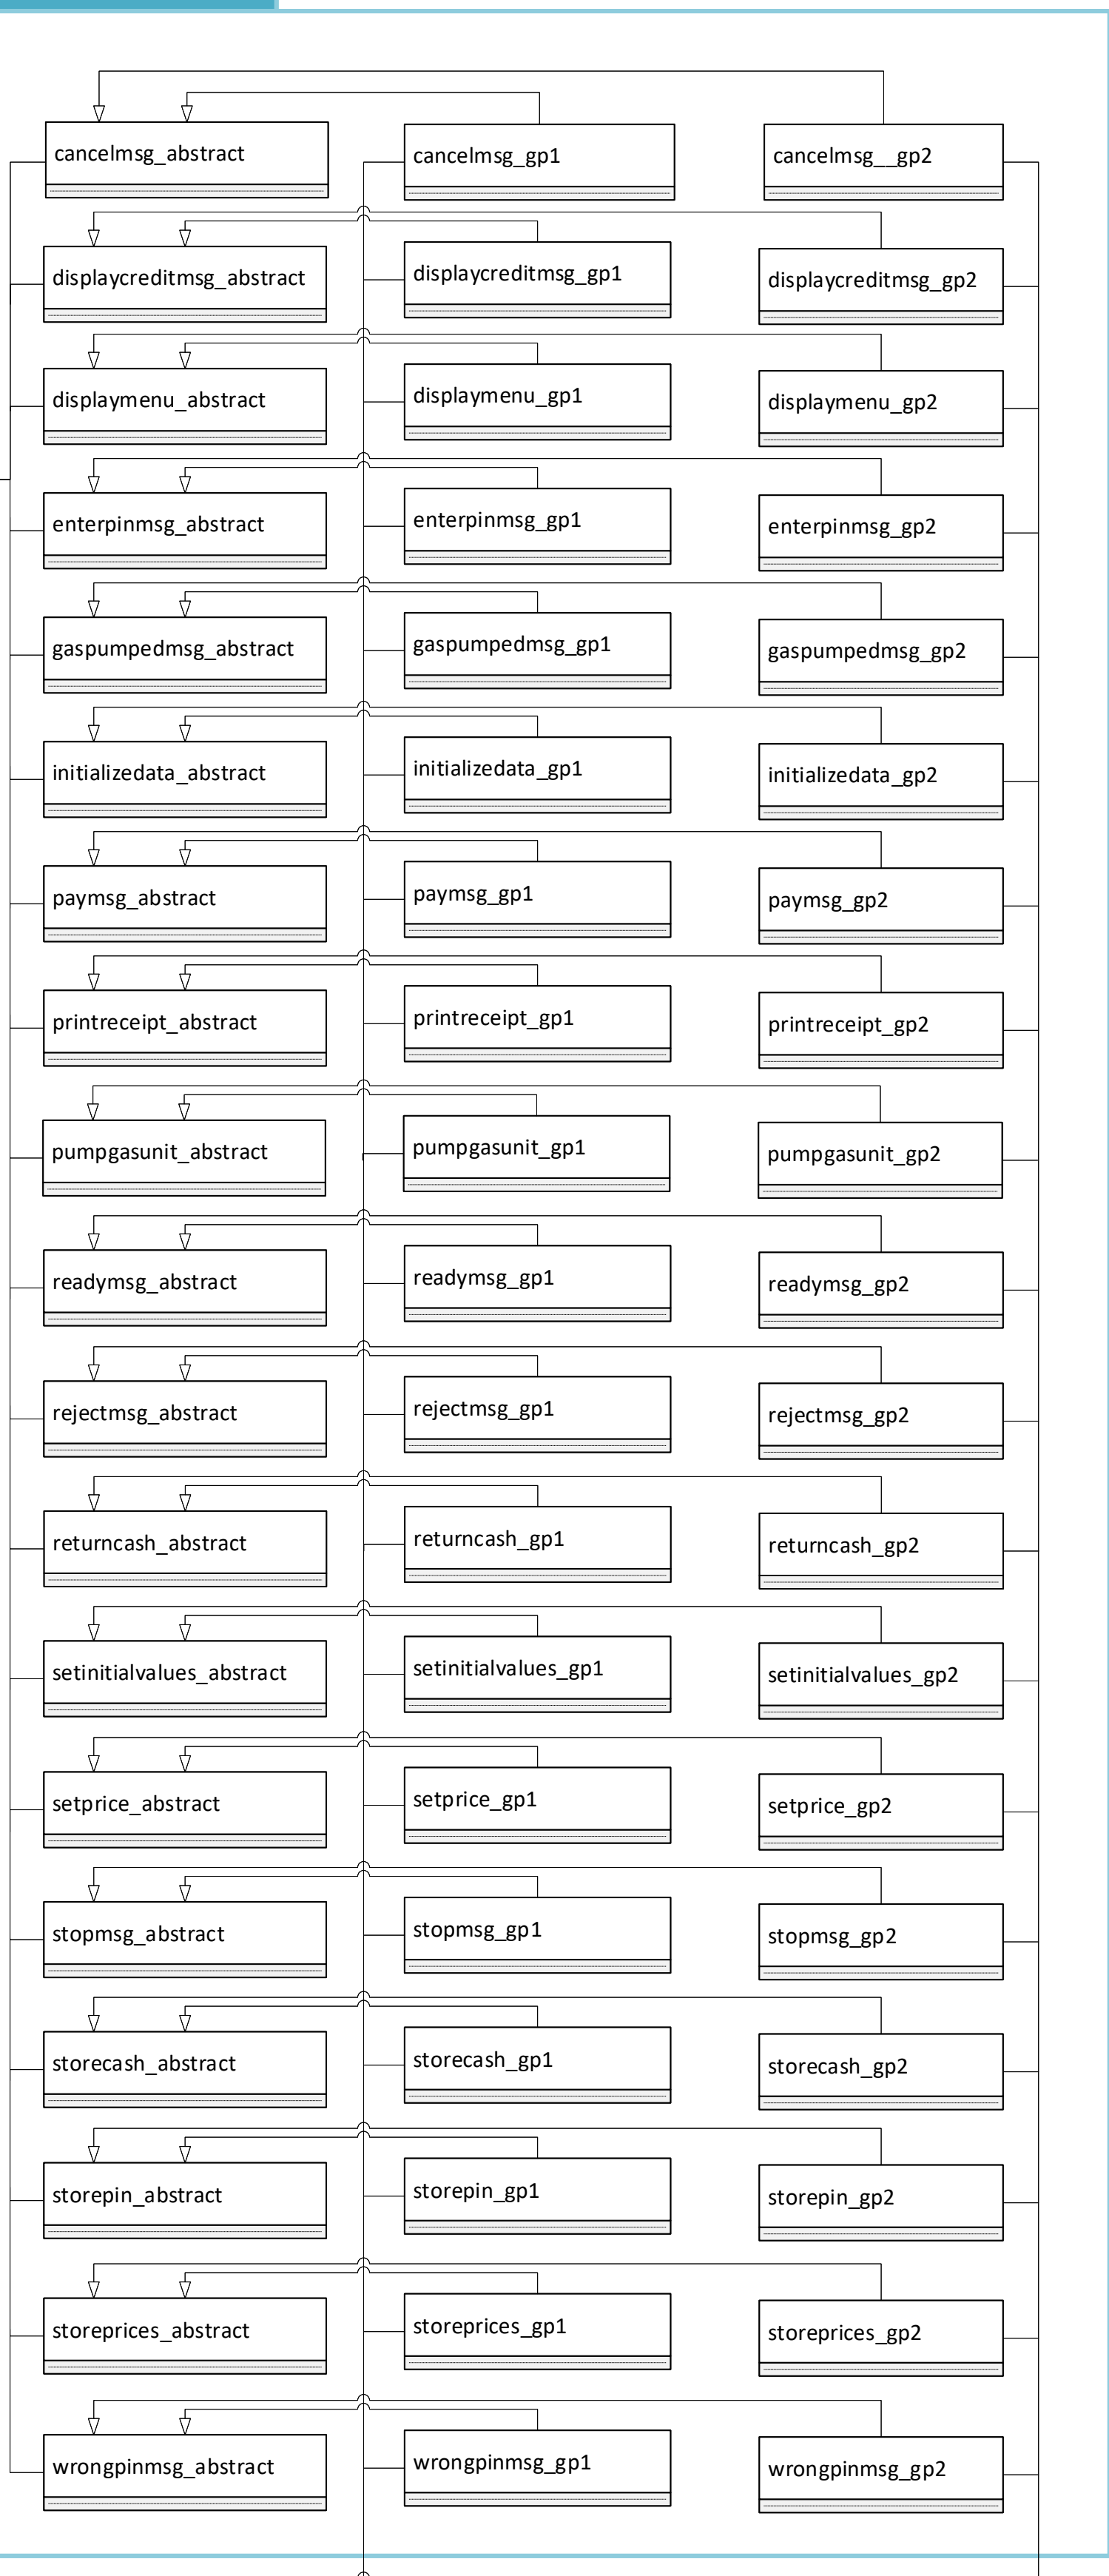 cancelmsg_abstract
cancelmsg_gp1
cancelmsg__gp2
displaycreditmsg_abstract
displaycreditmsg_gp1
displaycreditmsg_gp2
displaymenu_abstract
displaymenu_gp1
displaymenu_gp2
enterpinmsg_abstract
enterpinmsg_gp1
enterpinmsg_gp2
gaspumpedmsg_abstract
gaspumpedmsg_gp1
gaspumpedmsg_gp2
initializedata_abstract
initializedata_gp1
initializedata_gp2
paymsg_abstract
paymsg_gp1
paymsg_gp2
printreceipt_abstract
printreceipt_gp1
printreceipt_gp2
pumpgasunit_abstract
pumpgasunit_gp1
pumpgasunit_gp2
readymsg_abstract
readymsg_gp1
readymsg_gp2
rejectmsg_abstract
rejectmsg_gp1
rejectmsg_gp2
returncash_abstract
returncash_gp1
returncash_gp2
setinitialvalues_abstract
setinitialvalues_gp1
setinitialvalues_gp2
setprice_abstract
setprice_gp1
setprice_gp2
stopmsg_abstract
stopmsg_gp1
stopmsg_gp2
storecash_abstract
storecash_gp1
storecash_gp2
storepin_abstract
storepin_gp1
storepin_gp2
storeprices_abstract
storeprices_gp1
storeprices_gp2
wrongpinmsg_abstract
wrongpinmsg_gp1
wrongpinmsg_gp2